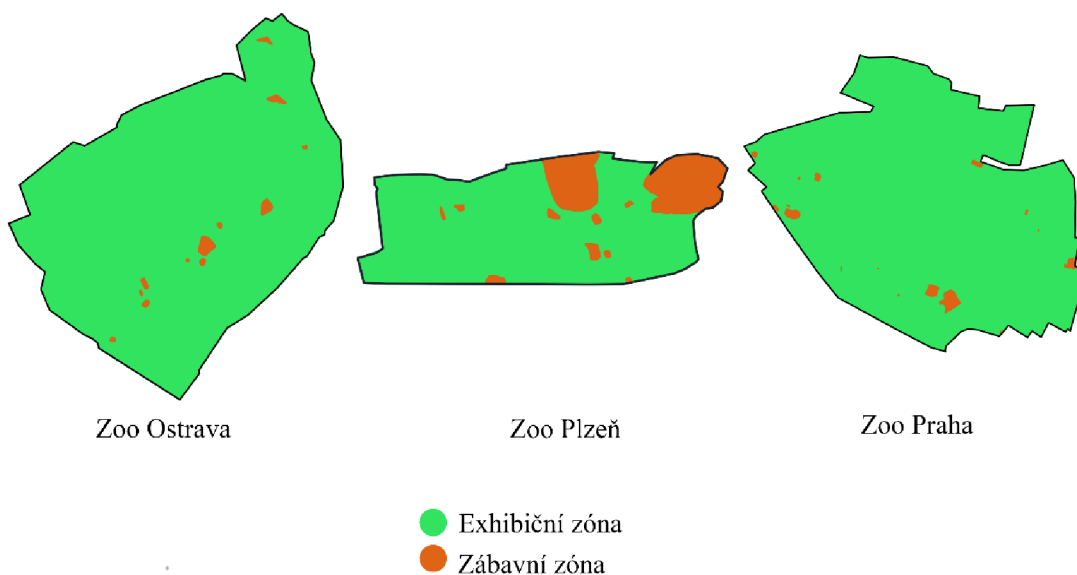 Zoo Ostrava
Zoo Plzeň
Zoo Praha
Exhibiční zóna
Zábavní zóna